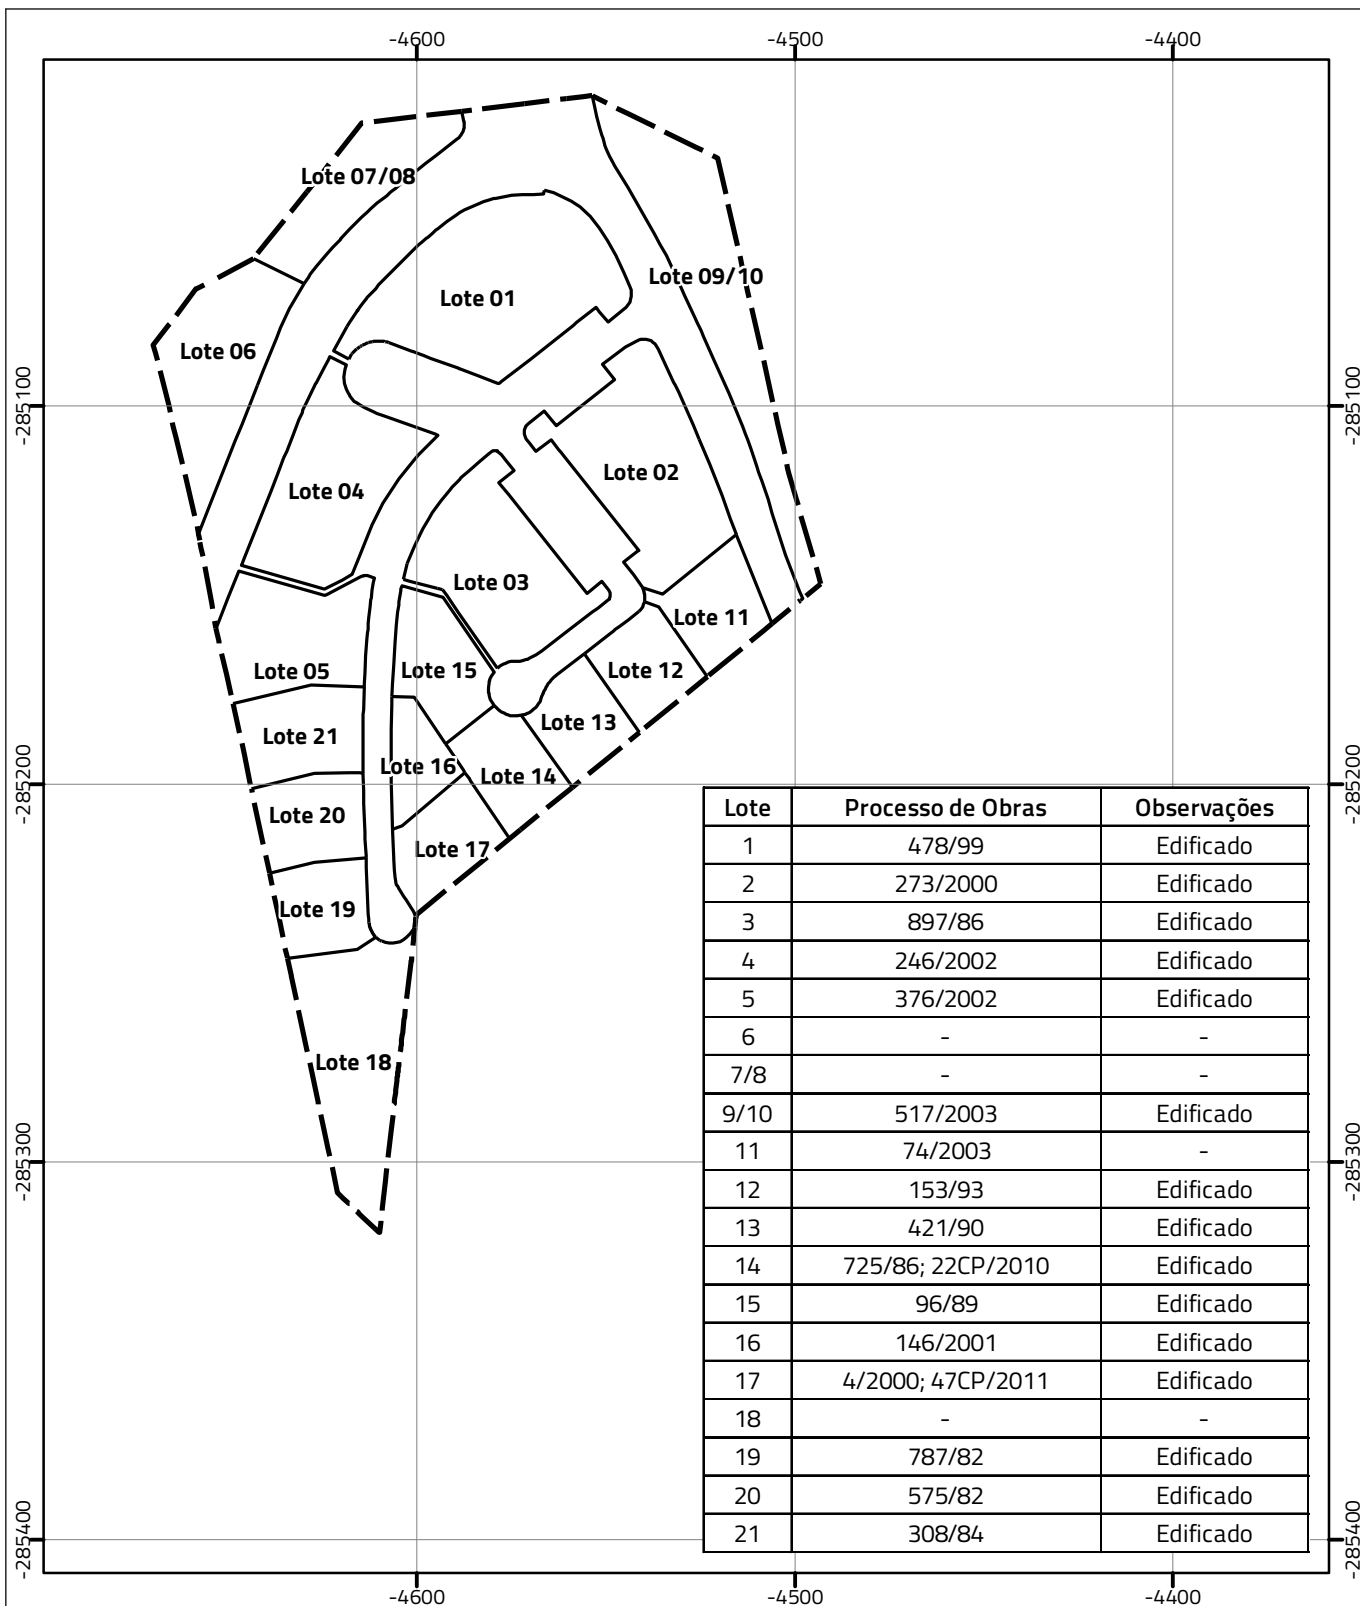 -4600 -4500 -4400
Lote 07/08
Lote 09/10
Lote 01
Lote 06
-285100 -285100
Lote 02
Lote 04
Lote 03
Lote 11
Lote 05 Lote 15 Lote 12
Lote 13
Lote 21
Lote 16
Lote 14
-285200 -285200
Lote 20
Lote 17
Lote 19
Lote 18
-285300 -285300
-285400 -285400
Lote Processo de Obras Observações
1 478/99 Edificado
2 273/2000 Edificado
3 897/86 Edificado
4 246/2002 Edificado
5 376/2002 Edificado
6 - -
7/8 - -
9/10 517/2003 Edificado
11 74/2003 -
12 153/93 Edificado
13 421/90 Edificado
14 725/86; 22CP/2010 Edificado
15 96/89 Edificado
16 146/2001 Edificado
17 4/2000; 47CP/2011 Edificado
18 - -
19 787/82 Edificado
20 575/82 Edificado
21 308/84 Edificado
-4600 -4500 -4400